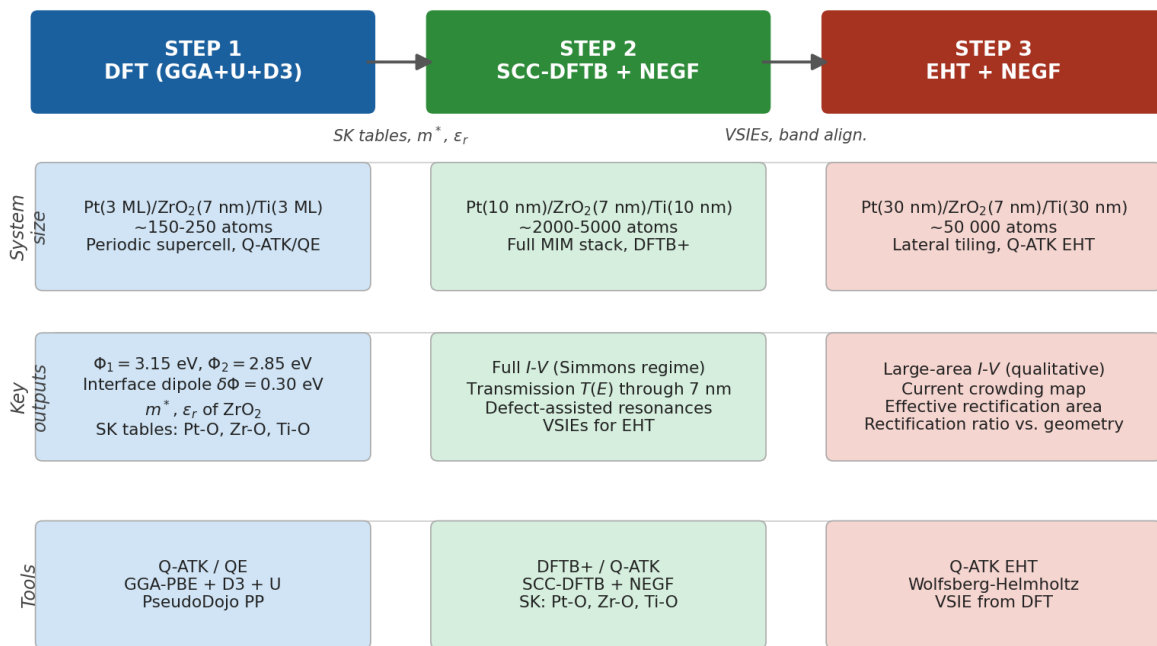 STEP 1
DFT (GGA+U+D3)
STEP 2
SCC-DFTB + NEGF
STEP 3
EHT + NEGF
SK tables, m*, εr
VSIEs, band align.
System
size
Pt(3 ML)/ZrO₂(7 nm)/Ti(3 ML)
~150-250 atoms
Periodic supercell, Q-ATK/QE
Pt(10 nm)/ZrO₂(7 nm)/Ti(10 nm)
~2000-5000 atoms
Full MIM stack, DFTB+
Pt(30 nm)/ZrO₂(7 nm)/Ti(30 nm)
~50 000 atoms
Lateral tiling, Q-ATK EHT
Key
outputs
Φ₁ = 3.15 eV, Φ₂ = 2.85 eV
Interface dipole δΦ = 0.30 eV
m*, εr of ZrO₂
SK tables: Pt-O, Zr-O, Ti-O
Full I-V (Simmons regime)
Transmission T(E) through 7 nm
Defect-assisted resonances
VSIEs for EHT
Large-area I-V (qualitative)
Current crowding map
Effective rectification area
Rectification ratio vs. geometry
Tools
Q-ATK / QE
GGA-PBE + D3 + U
PseudoDojo PP
DFTB+ / Q-ATK
SCC-DFTB + NEGF
SK: Pt-O, Zr-O, Ti-O
Q-ATK EHT
Wolfsberg-Helmholtz
VSIE from DFT